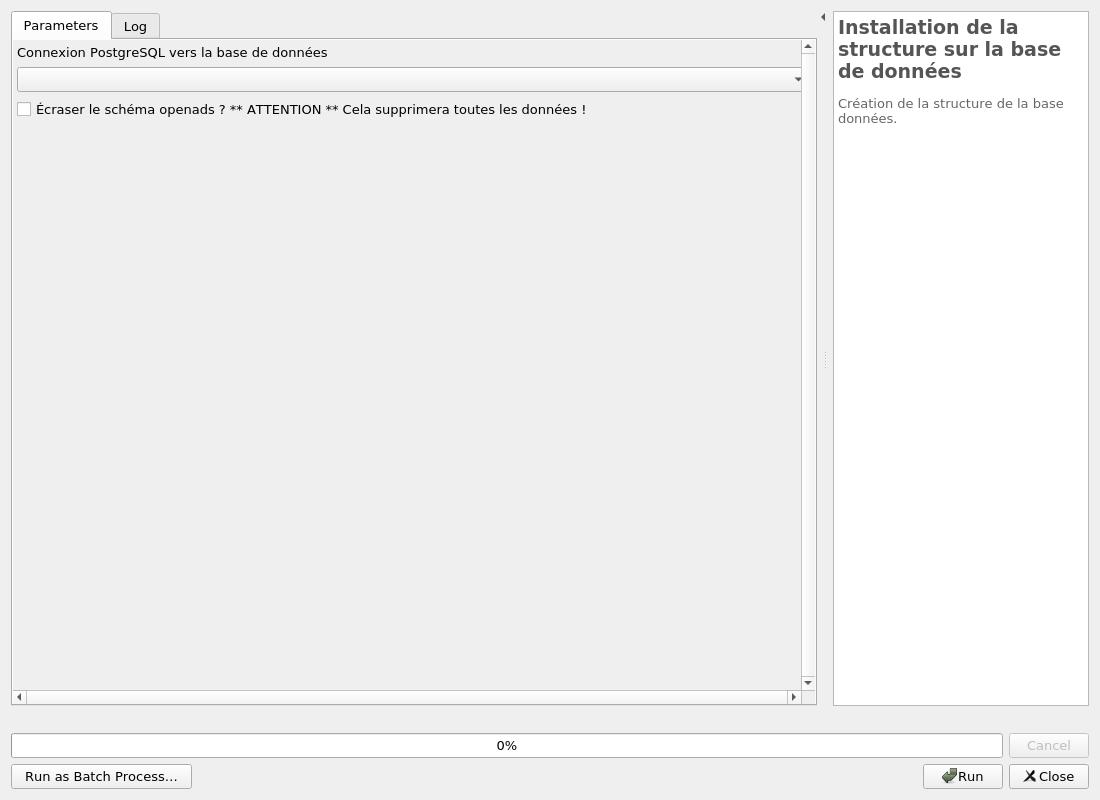 Parameters
Log
Connexion PostgreSQL vers la base de données
Écraser le schéma openads ? ** ATTENTION ** Cela supprimera toutes les données !
Installation de la
structure sur la base
de données
Création de la structure de la base
données.
0%
Cancel
Run as Batch Process…
Run
Close